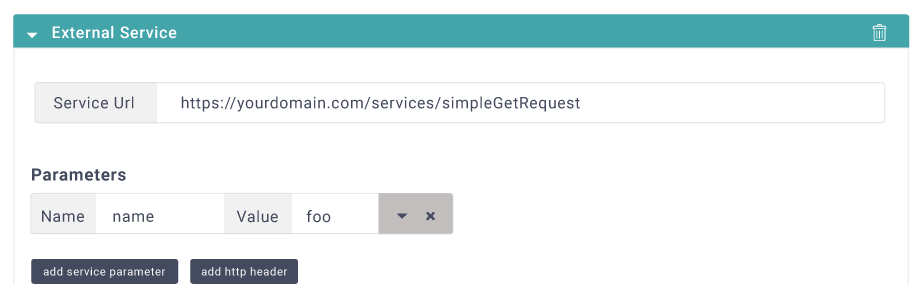 External Service
Service Url https://yourdomain.com/services/simpleGetRequest
Parameters
Name name Value foo
add service parameter add http header